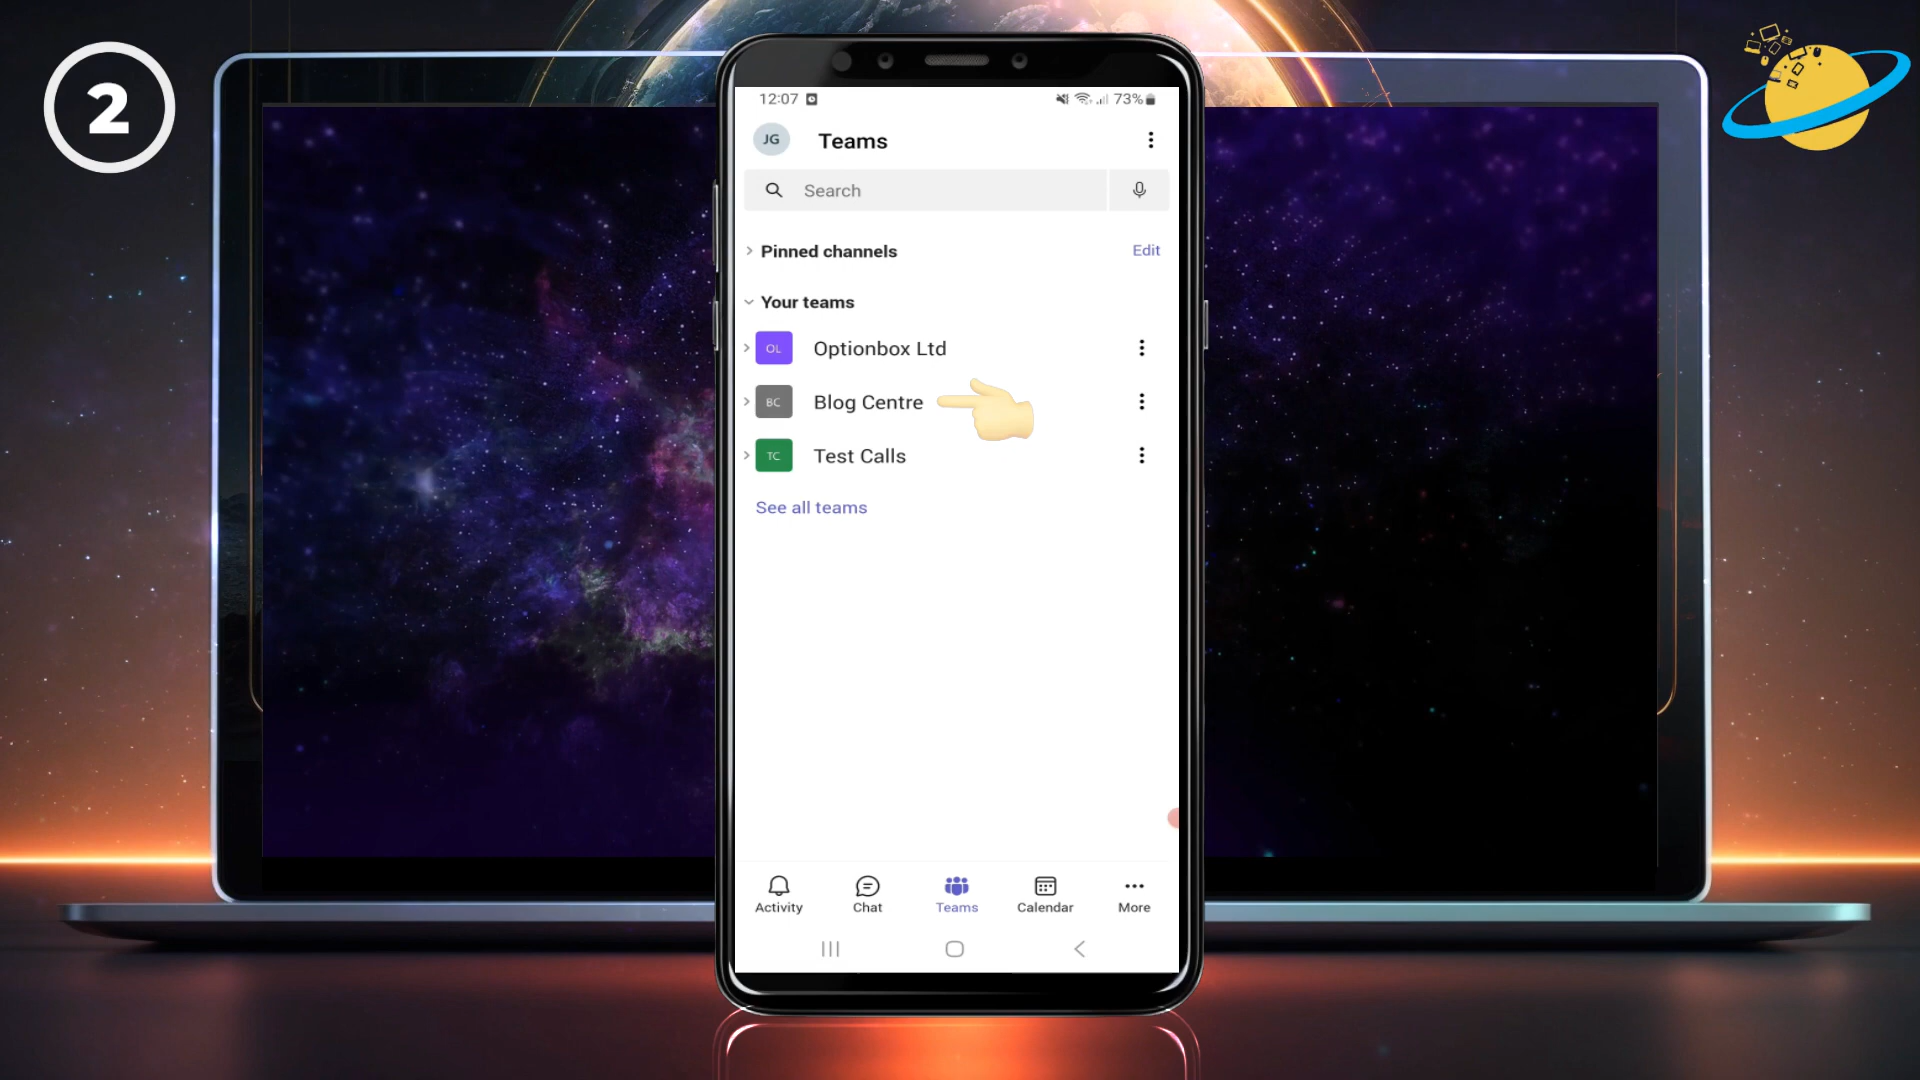 2
12:07 73%
JG Teams
Search
Pinned channels Edit
Your teams
OL Optionbox Ltd
BC Blog Centre
TC Test Calls
See all teams
Activity Chat Teams Calendar More